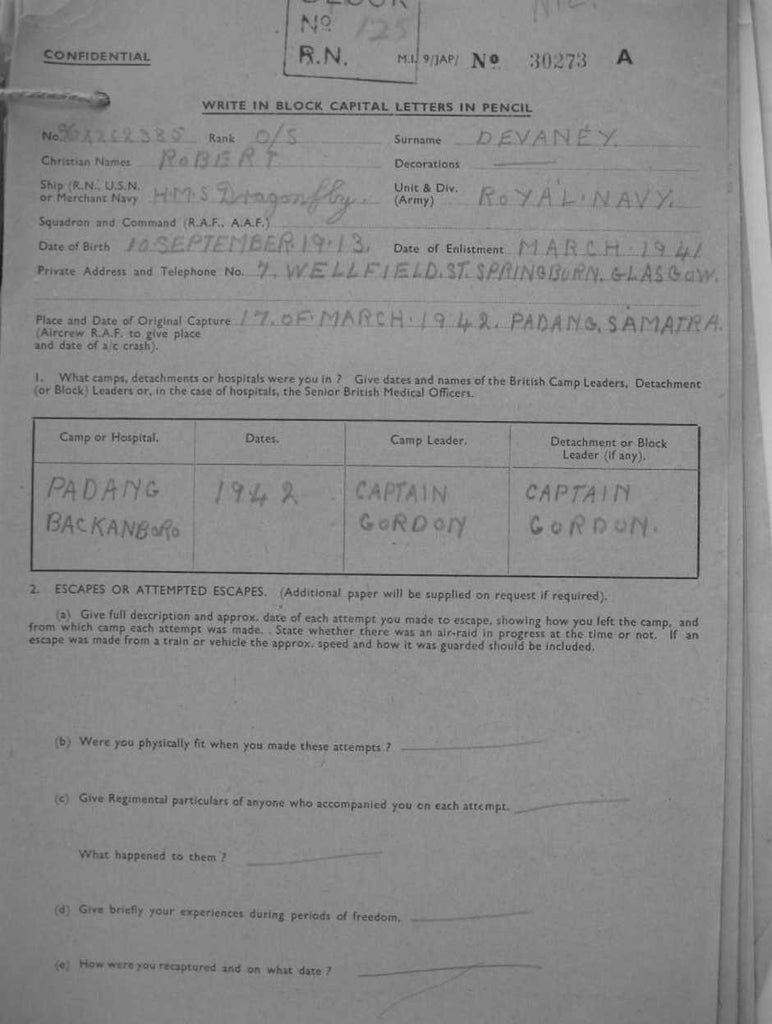 Nº 125
R.N.
CONFIDENTIAL M.I. 9/JAP/ Nº 30273 A
WRITE IN BLOCK CAPITAL LETTERS IN PENCIL
No. Rank O/S Surname DEVANEY.
Christian Names ROBERT Decorations
Ship (R.N., U.S.N. or Merchant Navy H.M.S Dragonfly. Unit & Div. (Army) ROYAL. NAVY.
Squadron and Command (R.A.F., A.A.F.)
Date of Birth 10 SEPTEMBER 1913. Date of Enlistment MARCH. 1941
Private Address and Telephone No. 7, WELLFIELD. ST. SPRINGBURN. GLASGOW.
Place and Date of Original Capture 17. OF. MARCH. 1942. PADANG, SAMATRA.
(Aircrew R.A.F. to give place
and date of a/c crash).
1. What camps, detachments or hospitals were you in ? Give dates and names of the British Camp Leaders, Detachment
(or Block) Leaders or, in the case of hospitals, the Senior British Medical Officers.
Camp or Hospital. Dates. Camp Leader. Detachment or Block
Leader (if any).
PADANG 1942 CAPTAIN CAPTAIN
BACKANBORO GORDON GORDON.
2. ESCAPES OR ATTEMPTED ESCAPES. (Additional paper will be supplied on request if required).
(a) Give full description and approx. date of each attempt you made to escape, showing how you left the camp, and
from which camp each attempt was made. State whether there was an air-raid in progress at the time or not. If an
escape was made from a train or vehicle the approx. speed and how it was guarded should be included.
(b) Were you physically fit when you made these attempts ?
(c) Give Regimental particulars of anyone who accompanied you on each attempt.
What happened to them ?
(d) Give briefly your experiences during periods of freedom.
(e) How were you recaptured and on what date ?